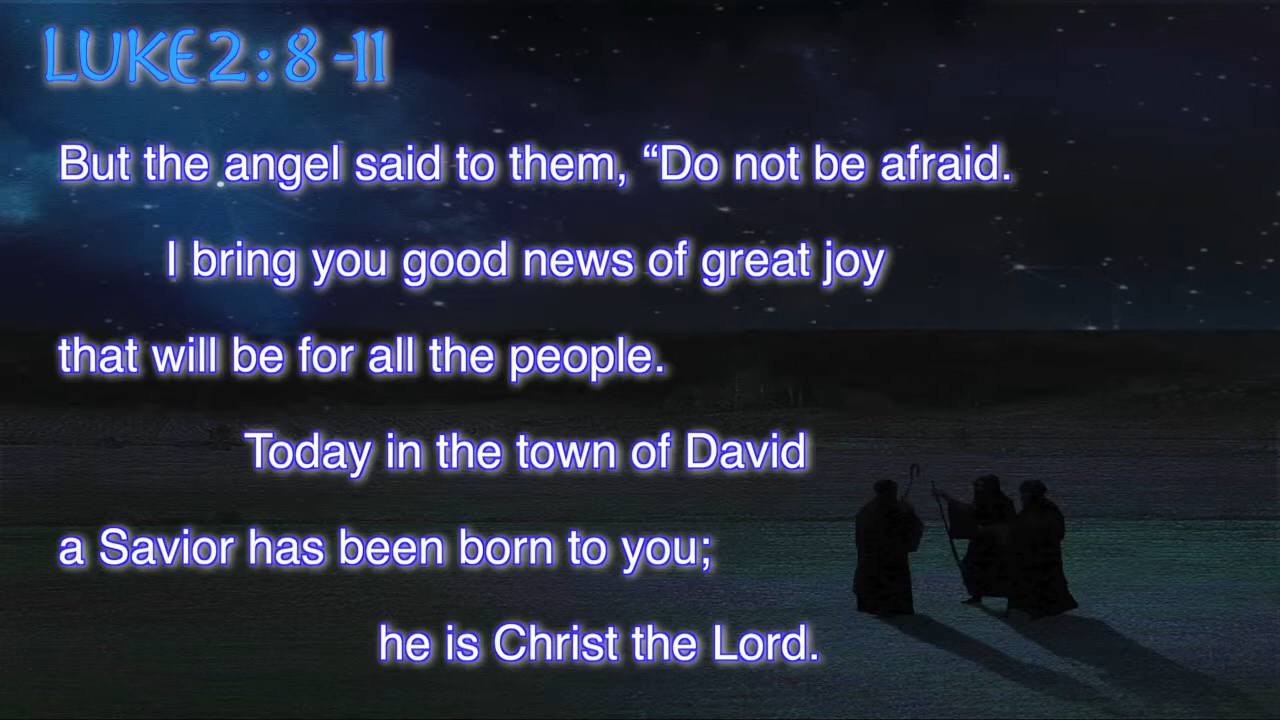 LUKE 2:8-11
But the angel said to them, “Do not be afraid.
I bring you good news of great joy
that will be for all the people.
Today in the town of David
a Savior has been born to you;
he is Christ the Lord.